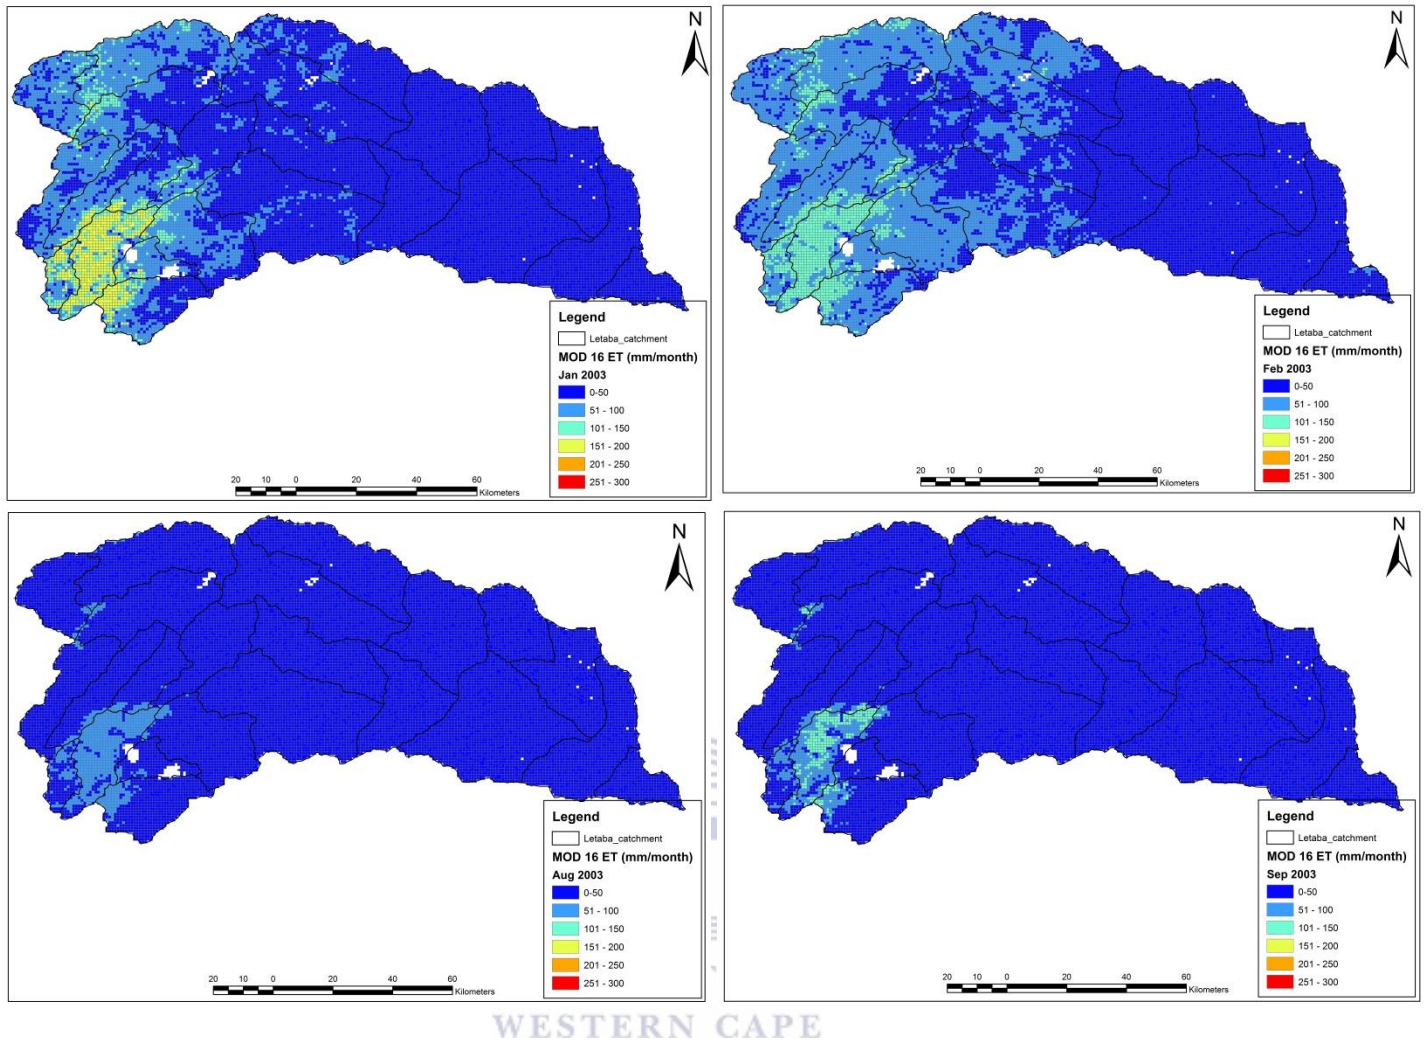 N
Legend
Letaba_catchment
MOD 16 ET (mm/month)
Jan 2003
0-50
51 - 100
101 - 150
151 - 200
201 - 250
251 - 300
20 10 0 20 40 60
Kilometers
N
Legend
Letaba_catchment
MOD 16 ET (mm/month)
Feb 2003
0-50
51 - 100
101 - 150
151 - 200
201 - 250
251 - 300
20 10 0 20 40 60
Kilometers
N
Legend
Letaba_catchment
MOD 16 ET (mm/month)
Aug 2003
0-50
51 - 100
101 - 150
151 - 200
201 - 250
251 - 300
20 10 0 20 40 60
Kilometers
N
Legend
Letaba_catchment
MOD 16 ET (mm/month)
Sep 2003
0-50
51 - 100
101 - 150
151 - 200
201 - 250
251 - 300
20 10 0 20 40 60
Kilometers
WESTERN CAPE